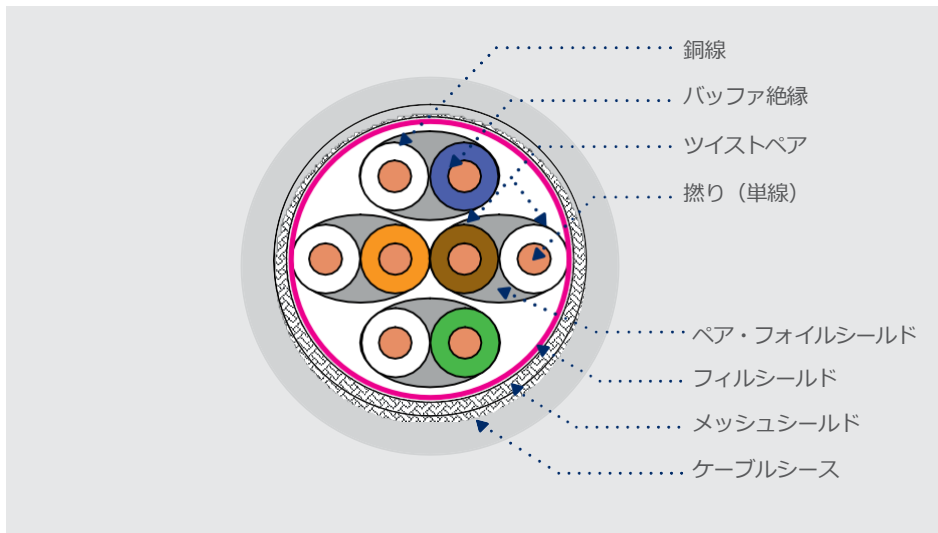 銅線
バッファ絶縁
ツイストペア
撚り（単線）
ペア・フォイルシールド
フィルシールド
メッシュシールド
ケーブルシース